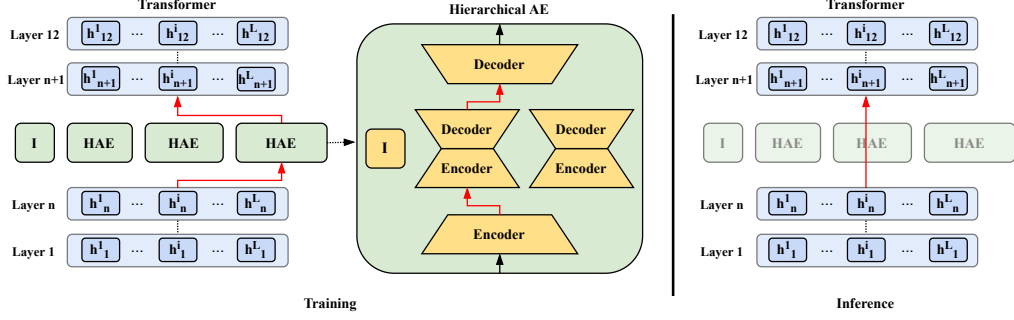 Transformer
Layer 12 h^1_12 ... h^i_12 ... h^L_12
Layer n+1 h^1_n+1 ... h^i_n+1 ... h^L_n+1
I HAE HAE HAE
Layer n h^1_n ... h^i_n ... h^L_n
Layer 1 h^1_1 ... h^i_1 ... h^L_1
Hierarchical AE
Decoder
I
Decoder Decoder
Encoder Encoder
Encoder
Training
Transformer
Layer 12 h^1_12 ... h^i_12 ... h^L_12
Layer n+1 h^1_n+1 ... h^i_n+1 ... h^L_n+1
I HAE HAE HAE
Layer n h^1_n ... h^i_n ... h^L_n
Layer 1 h^1_1 ... h^i_1 ... h^L_1
Inference